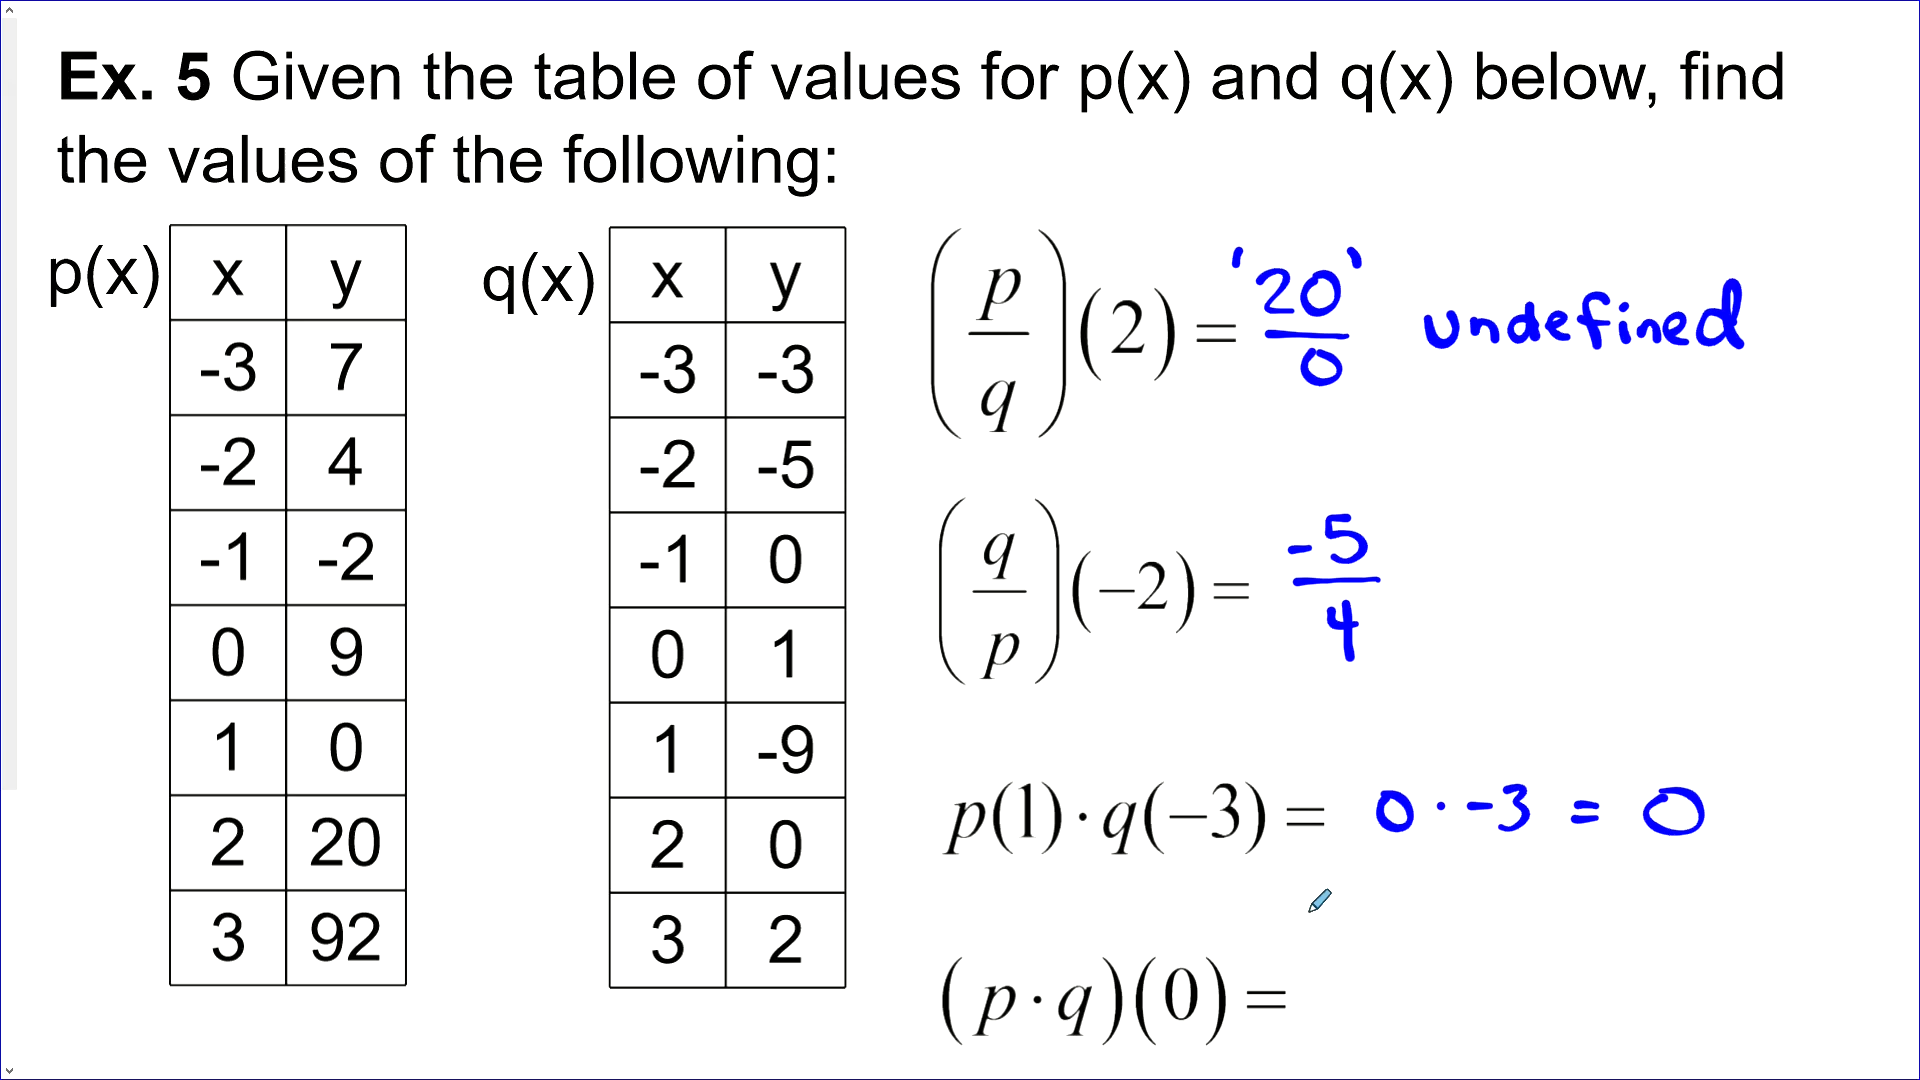 Ex. 5 Given the table of values for p(x) and q(x) below, find
the values of the following:
p(x)
x y
-3 7
-2 4
-1 -2
0 9
1 0
2 20
3 92
q(x)
x y
-3 -3
-2 -5
-1 0
0 1
1 -9
2 0
3 2
(p/q)(2) = '20'/0 undefined
(q/p)(−2) = -5/4
p(1)·q(−3) = 0 · -3 = 0
(p·q)(0) =